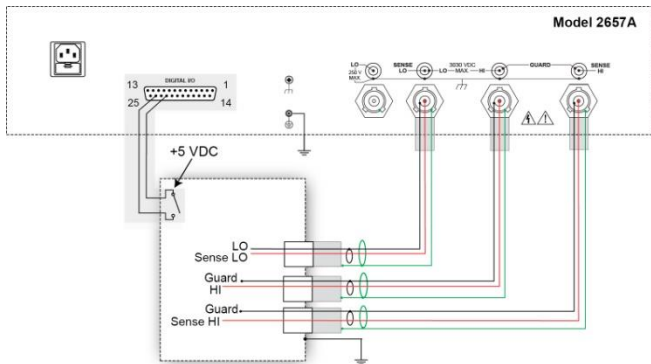 Model 2657A
LO
250 V
MAX
SENSE
LO
LO
3030 VDC
MAX
HI
GUARD
SENSE
HI
DIGITAL I/O
13
1
25
14
+5 VDC
LO
Sense LO
Guard
HI
Guard
Sense HI